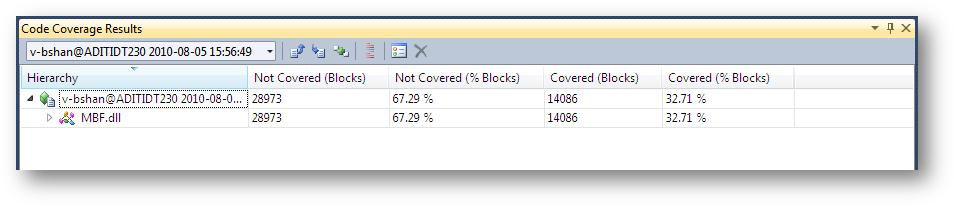 Code Coverage Results
v-bshan@ADITIDT230 2010-08-05 15:56:49
Hierarchy Not Covered (Blocks) Not Covered (% Blocks) Covered (Blocks) Covered (% Blocks)
v-bshan@ADITIDT230 2010-08-0... 28973 67.29 % 14086 32.71 %
MBF.dll 28973 67.29 % 14086 32.71 %